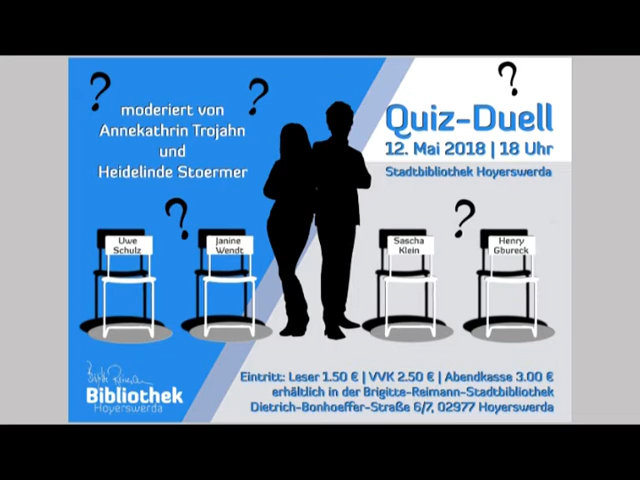 moderiert von
Annekathrin Trojahn
und
Heidelinde Stoermer
Quiz-Duell
12. Mai 2018 | 18 Uhr
Stadtbibliothek Hoyerswerda
? ? ? ? ?
Uwe
Schulz
Janine
Wendt
Sascha
Klein
Henry
Gbureck
Brigitte Reimann
Bibliothek
Hoyerswerda
Eintritt: Leser 1.50 € | VVK 2.50 € | Abendkasse 3.00 €
erhältlich in der Brigitte-Reimann-Stadtbibliothek
Dietrich-Bonhoeffer-Straße 6/7, 02977 Hoyerswerda